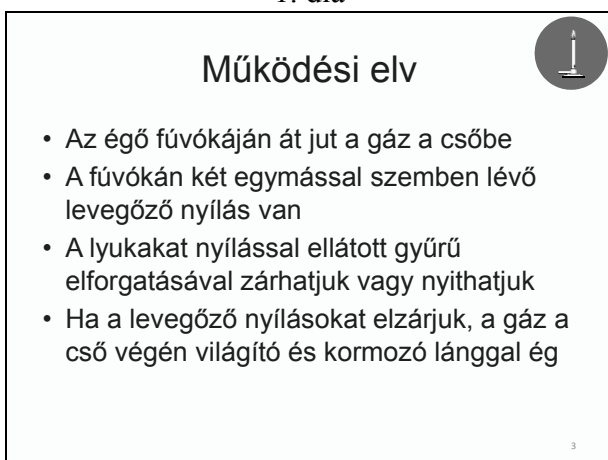 1. dia
Működési elv
• Az égő fúvókáján át jut a gáz a csőbe
• A fúvókán két egymással szemben lévő
levegőző nyílás van
• A lyukakat nyílással ellátott gyűrű
elforgatásával zárhatjuk vagy nyithatjuk
• Ha a levegőző nyílásokat elzárjuk, a gáz a
cső végén világító és kormozó lánggal ég
3